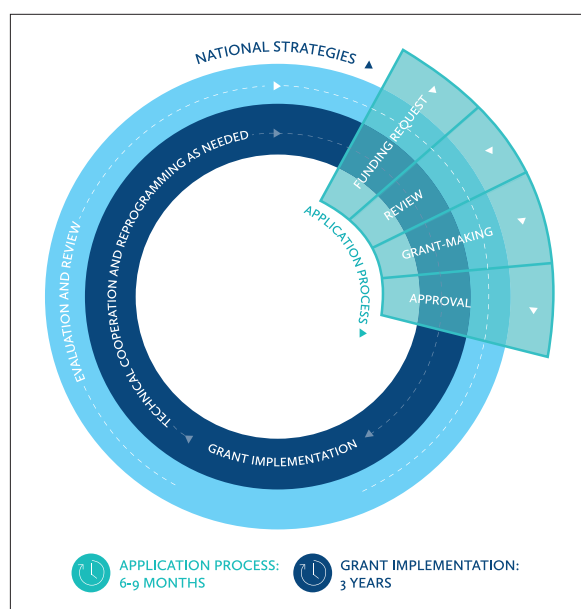 NATIONAL STRATEGIES
FUNDING REQUEST
REVIEW
GRANT-MAKING
APPROVAL
APPLICATION PROCESS
EVALUATION AND REVIEW
TECHNICAL COOPERATION AND REPROGRAMMING AS NEEDED
GRANT IMPLEMENTATION
APPLICATION PROCESS:
6-9 MONTHS
GRANT IMPLEMENTATION:
3 YEARS